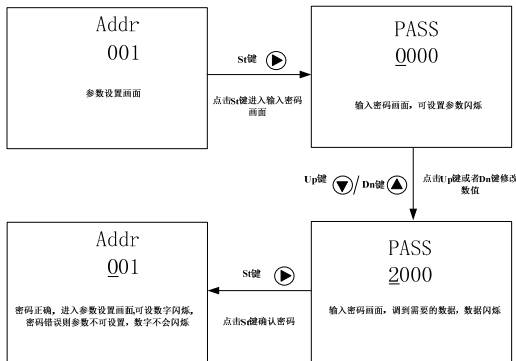 Addr
001
参数设置画面
St键
点击St键进入输入密码
画面
PASS
0000
输入密码画面，可设置参数闪烁
Up键
/
Dn键
点击Up键或者Dn键修改
数值
PASS
2000
输入密码画面，调到需要的数据，数据闪烁
St键
点击St键确认密码
Addr
001
密码正确，进入参数设置画面,可设数字闪烁，
密码错误则参数不可设置，数字不会闪烁